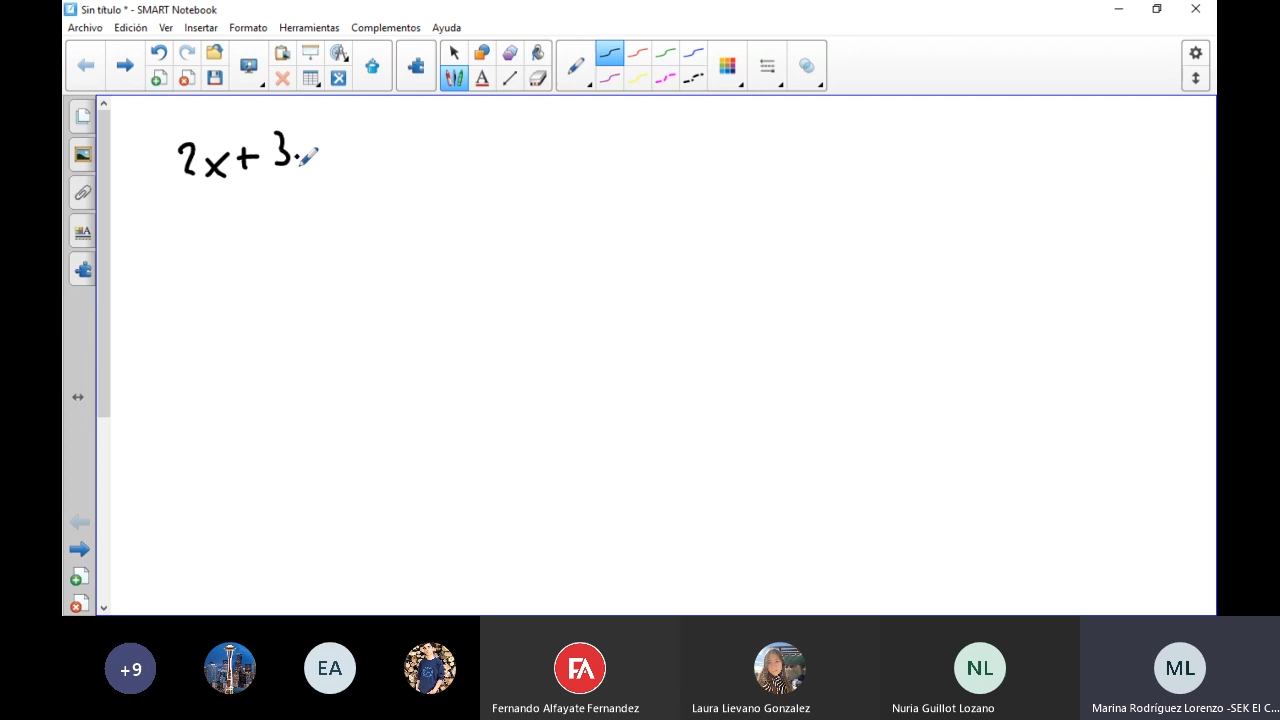 Sin título * - SMART Notebook
Archivo Edición Ver Insertar Formato Herramientas Complementos Ayuda
2x+3.
+9
EA
FA
NL
ML
Fernando Alfayate Fernandez
Laura Lievano Gonzalez
Nuria Guillot Lozano
Marina Rodríguez Lorenzo -SEK El C...